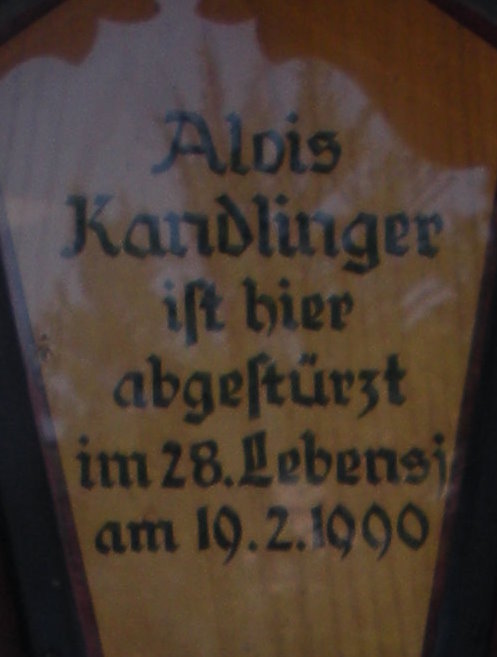 Alois
Kandlinger
iſt hier
abgeſtürzt
im 28. Lebensj
am 19.2.1990